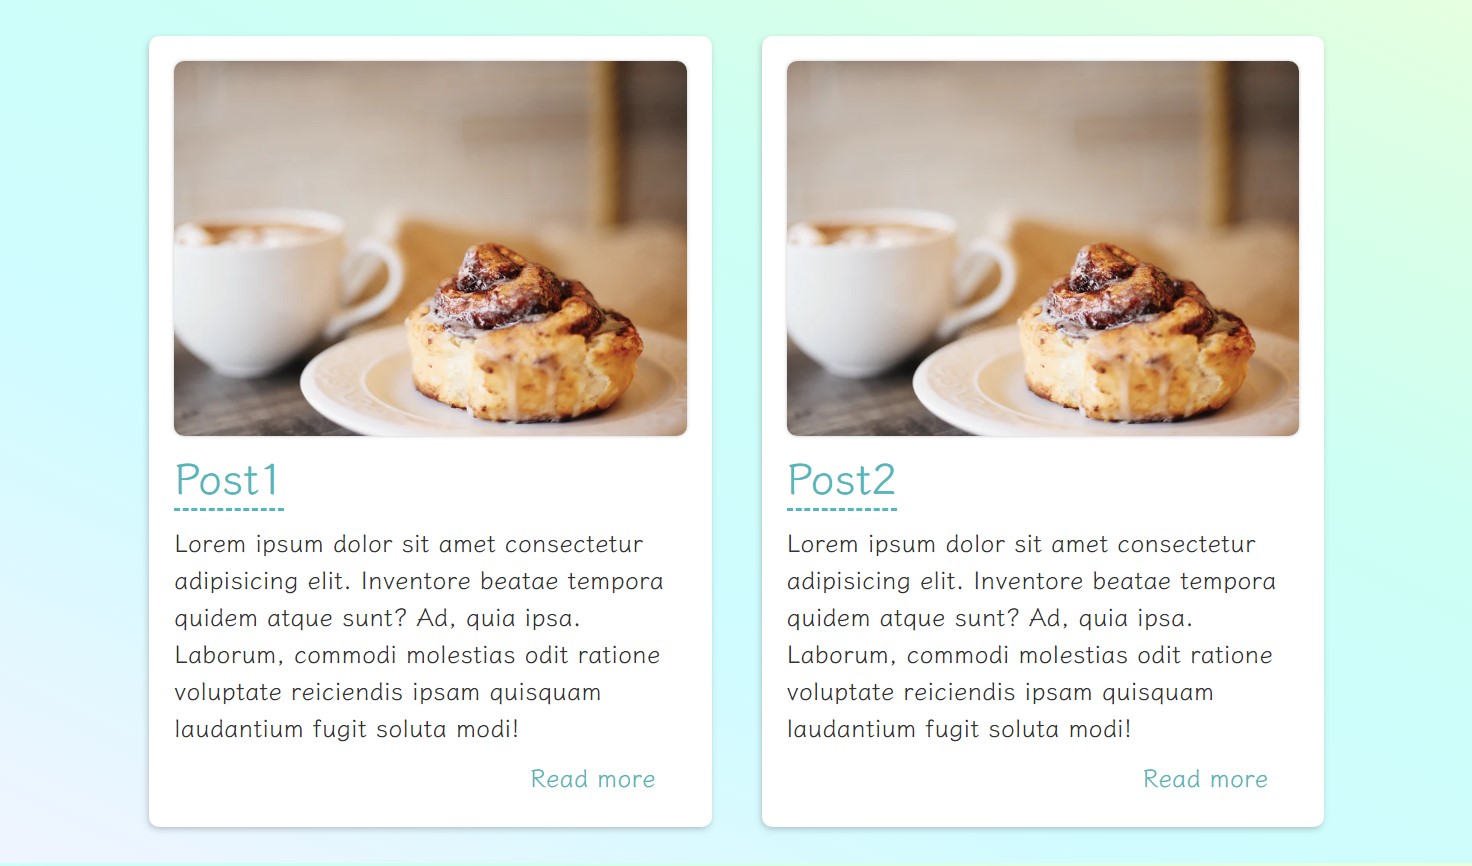 Post1
Lorem ipsum dolor sit amet consectetur
adipisicing elit. Inventore beatae tempora
quidem atque sunt? Ad, quia ipsa.
Laborum, commodi molestias odit ratione
voluptate reiciendis ipsam quisquam
laudantium fugit soluta modi!
Read more
Post2
Lorem ipsum dolor sit amet consectetur
adipisicing elit. Inventore beatae tempora
quidem atque sunt? Ad, quia ipsa.
Laborum, commodi molestias odit ratione
voluptate reiciendis ipsam quisquam
laudantium fugit soluta modi!
Read more